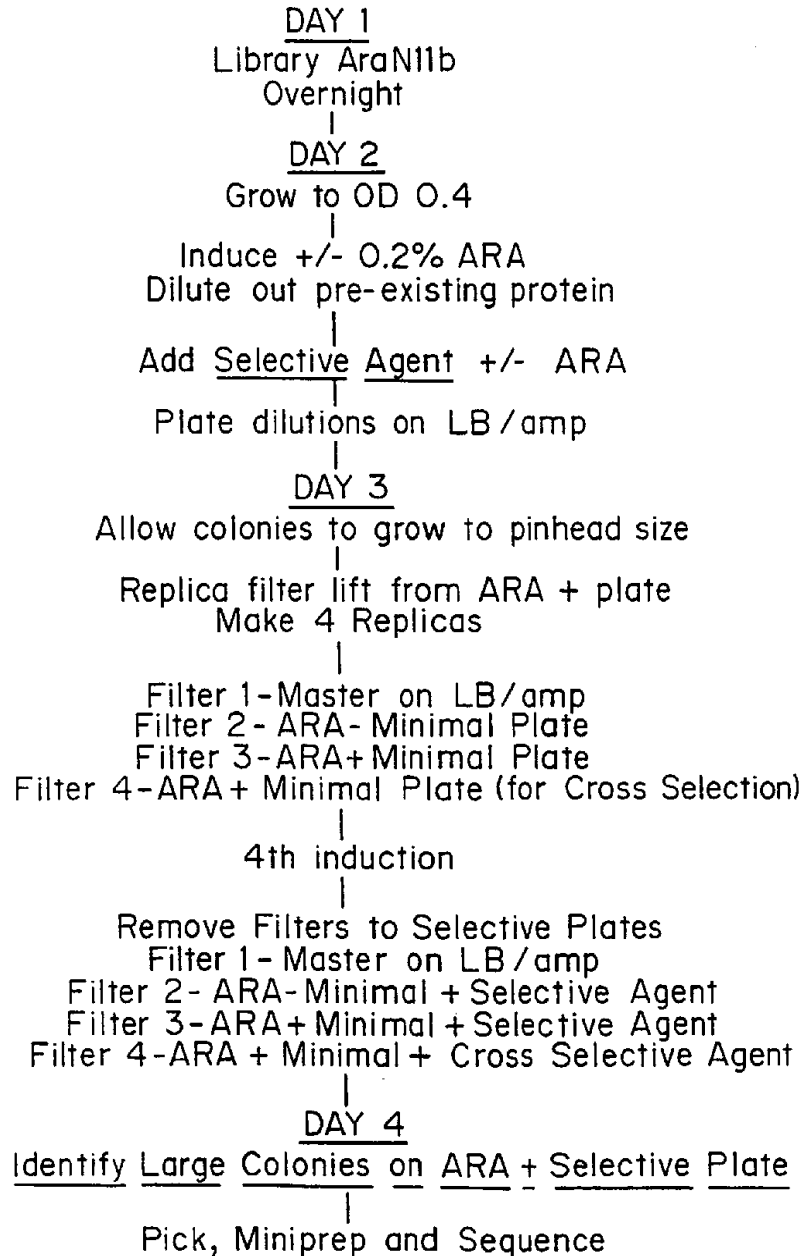 DAY 1
Library AraN11b
Overnight
DAY 2
Grow to OD 0.4
Induce +/- 0.2% ARA
Dilute out pre-existing protein
Add Selective Agent +/- ARA
Plate dilutions on LB/amp
DAY 3
Allow colonies to grow to pinhead size
Replica filter lift from ARA + plate
Make 4 Replicas
Filter 1-Master on LB/amp
Filter 2-ARA-Minimal Plate
Filter 3-ARA+Minimal Plate
Filter 4-ARA+ Minimal Plate (for Cross Selection)
4th induction
Remove Filters to Selective Plates
Filter 1-Master on LB/amp
Filter 2-ARA-Minimal + Selective Agent
Filter 3-ARA+Minimal + Selective Agent
Filter 4-ARA + Minimal + Cross Selective Agent
DAY 4
Identify Large Colonies on ARA + Selective Plate
Pick, Miniprep and Sequence